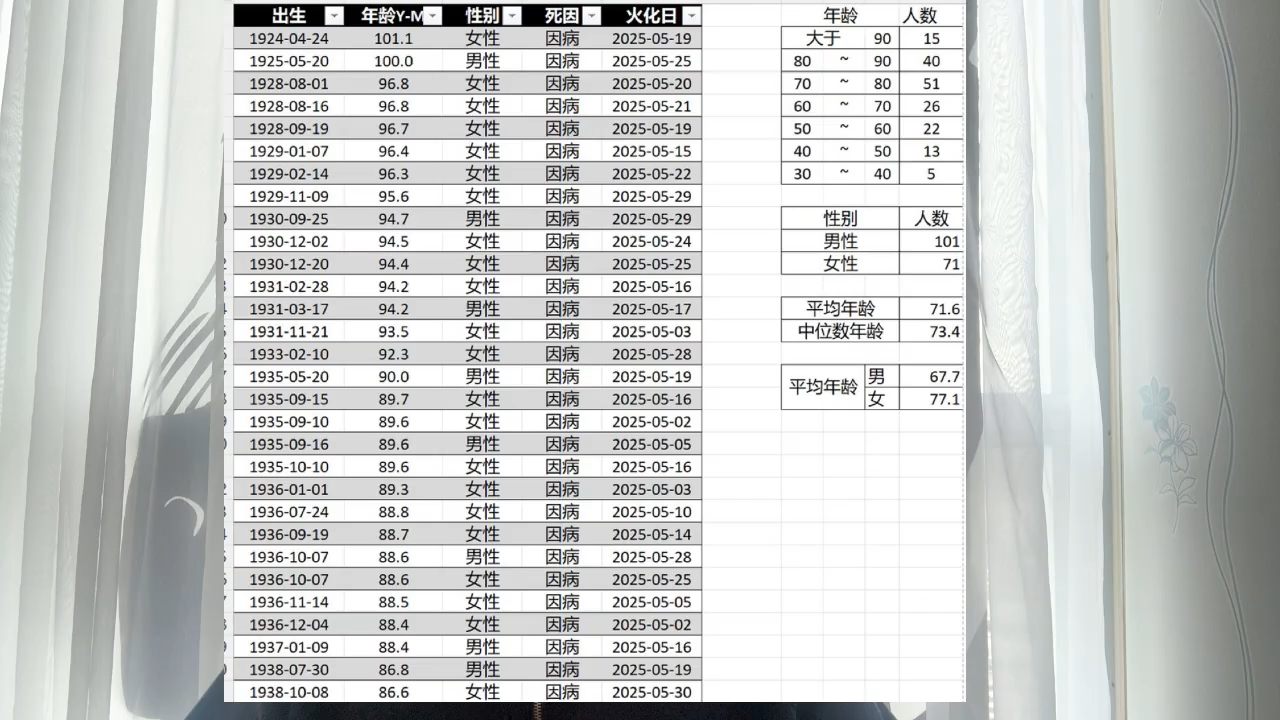 出生 年龄Y-M 性别 死因 火化日
1924-04-24 101.1 女性 因病 2025-05-19
1925-05-20 100.0 男性 因病 2025-05-25
1928-08-01 96.8 女性 因病 2025-05-20
1928-08-16 96.8 女性 因病 2025-05-21
1928-09-19 96.7 女性 因病 2025-05-19
1929-01-07 96.4 女性 因病 2025-05-15
1929-02-14 96.3 女性 因病 2025-05-22
1929-11-09 95.6 女性 因病 2025-05-29
1930-09-25 94.7 男性 因病 2025-05-29
1930-12-02 94.5 女性 因病 2025-05-24
1930-12-20 94.4 女性 因病 2025-05-25
1931-02-28 94.2 女性 因病 2025-05-16
1931-03-17 94.2 男性 因病 2025-05-17
1931-11-21 93.5 女性 因病 2025-05-03
1933-02-10 92.3 女性 因病 2025-05-28
1935-05-20 90.0 男性 因病 2025-05-19
1935-09-15 89.7 女性 因病 2025-05-16
1935-09-10 89.6 女性 因病 2025-05-02
1935-09-16 89.6 男性 因病 2025-05-05
1935-10-10 89.6 女性 因病 2025-05-16
1936-01-01 89.3 女性 因病 2025-05-03
1936-07-24 88.8 女性 因病 2025-05-10
1936-09-19 88.7 女性 因病 2025-05-14
1936-10-07 88.6 男性 因病 2025-05-28
1936-10-07 88.6 女性 因病 2025-05-25
1936-11-14 88.5 女性 因病 2025-05-05
1936-12-04 88.4 女性 因病 2025-05-02
1937-01-09 88.4 男性 因病 2025-05-16
1938-07-30 86.8 男性 因病 2025-05-19
1938-10-08 86.6 女性 因病 2025-05-30
年龄 人数
大于 90 15
80 ~ 90 40
70 ~ 80 51
60 ~ 70 26
50 ~ 60 22
40 ~ 50 13
30 ~ 40 5
性别 人数
男性 101
女性 71
平均年龄 71.6
中位数年龄 73.4
平均年龄 男 67.7
女 77.1